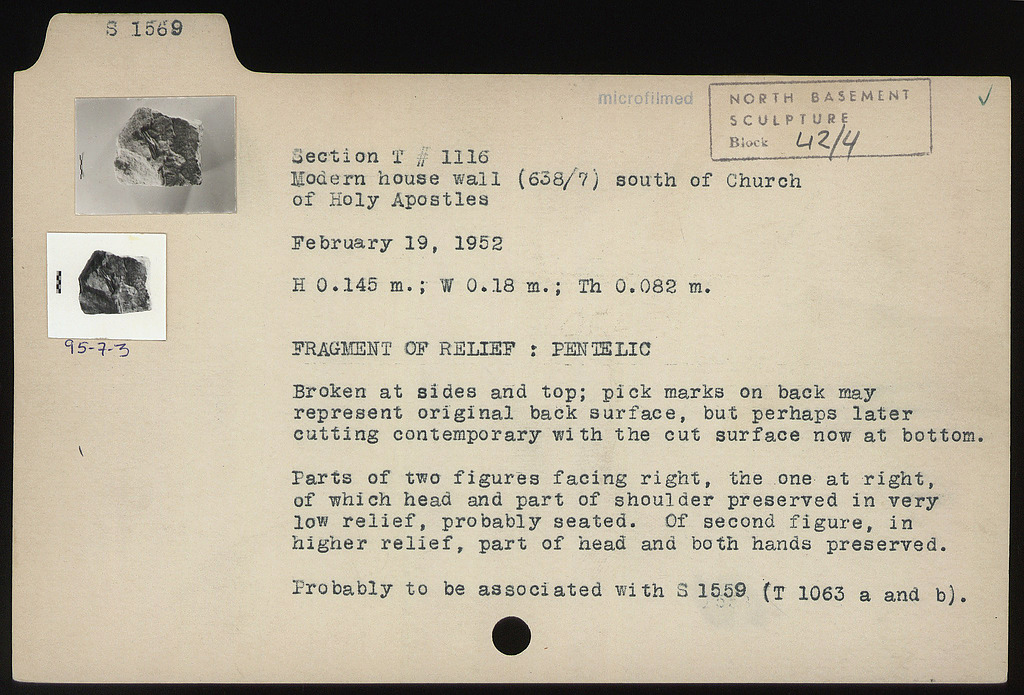 S 1569
microfilmed
NORTH BASEMENT
SCULPTURE
Block 42/4
Section T # 1116
Modern house wall (638/7) south of Church
of Holy Apostles
February 19, 1952
H 0.145 m.; W 0.18 m.; Th 0.082 m.
95-7-3
FRAGMENT OF RELIEF : PENTELIC
Broken at sides and top; pick marks on back may
represent original back surface, but perhaps later
cutting contemporary with the cut surface now at bottom.
Parts of two figures facing right, the one at right,
of which head and part of shoulder preserved in very
low relief, probably seated. Of second figure, in
higher relief, part of head and both hands preserved.
Probably to be associated with S 1559 (T 1063 a and b).